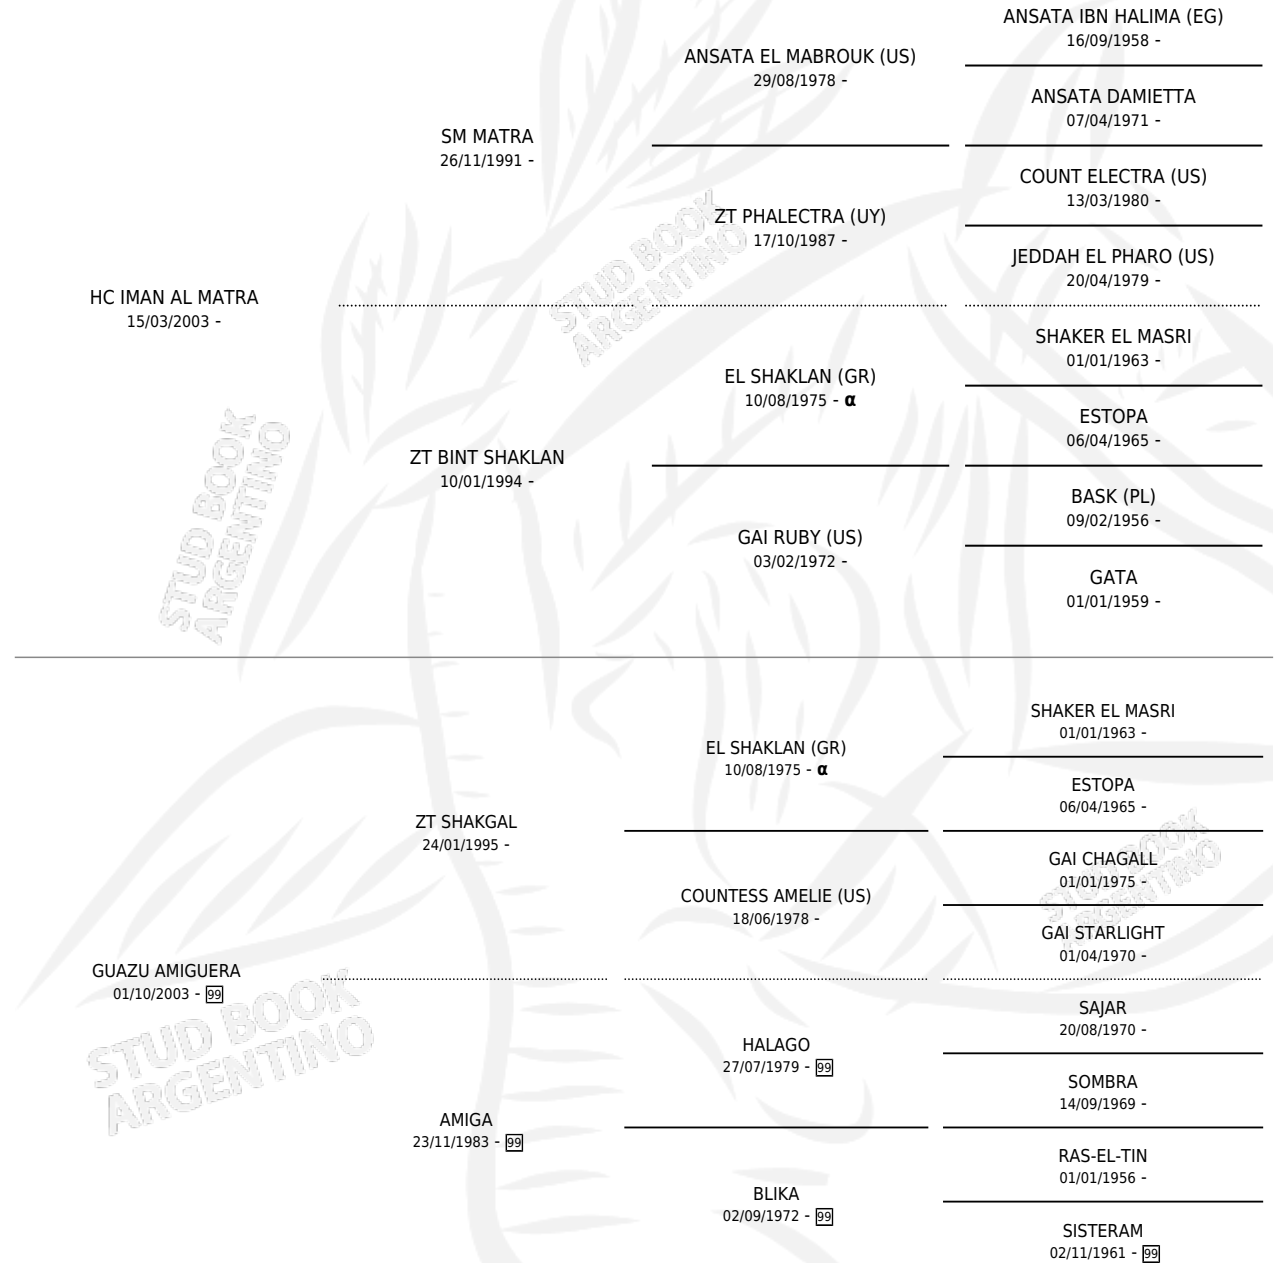 ANSATA IBN HALIMA (EG)
16/09/1958 -
ANSATA EL MABROUK (US)
29/08/1978 -
ANSATA DAMIETTA
07/04/1971 -
SM MATRA
26/11/1991 -
COUNT ELECTRA (US)
13/03/1980 -
ZT PHALECTRA (UY)
17/10/1987 -
JEDDAH EL PHARO (US)
20/04/1979 -
HC IMAN AL MATRA
15/03/2003 -
SHAKER EL MASRI
01/01/1963 -
EL SHAKLAN (GR)
10/08/1975 - α
ESTOPA
06/04/1965 -
ZT BINT SHAKLAN
10/01/1994 -
BASK (PL)
09/02/1956 -
GAI RUBY (US)
03/02/1972 -
GATA
01/01/1959 -
SHAKER EL MASRI
01/01/1963 -
EL SHAKLAN (GR)
10/08/1975 - α
ESTOPA
06/04/1965 -
ZT SHAKGAL
24/01/1995 -
GAI CHAGALL
01/01/1975 -
COUNTESS AMELIE (US)
18/06/1978 -
GAI STARLIGHT
01/04/1970 -
GUAZU AMIGUERA
01/10/2003 - 99
SAJAR
20/08/1970 -
HALAGO
27/07/1979 - 99
SOMBRA
14/09/1969 -
AMIGA
23/11/1983 - 99
RAS-EL-TIN
01/01/1956 -
BLIKA
02/09/1972 - 99
SISTERAM
02/11/1961 - 99
STUD BOOK
ARGENTINO
STUD BOOK
ARGENTINO
STUD BOOK
ARGENTINO
STUD BOOK
ARGENTINO